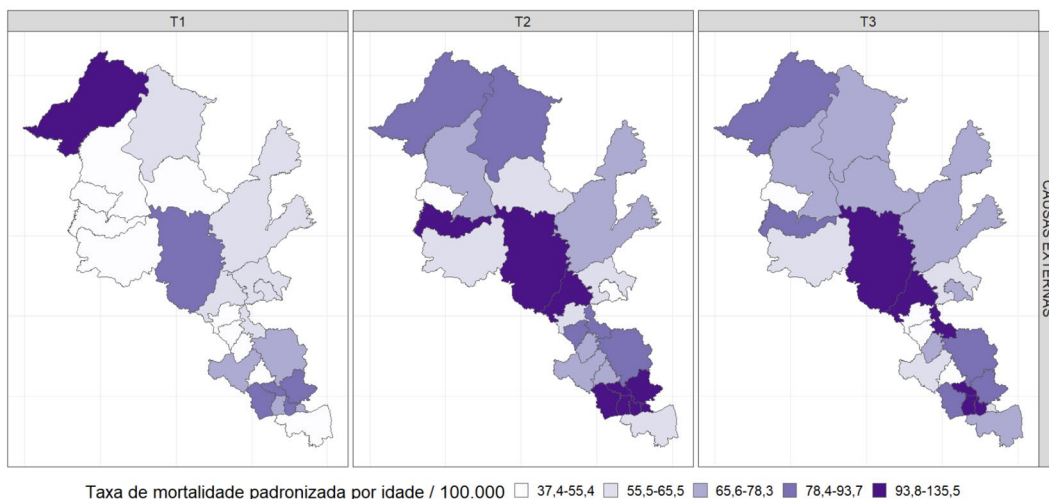 T1
T2
T3
CAUSAS EXTERNAS
Taxa de mortalidade padronizada por idade / 100.000 37,4-55,4 55,5-65,5 65,6-78,3 78,4-93,7 93,8-135,5